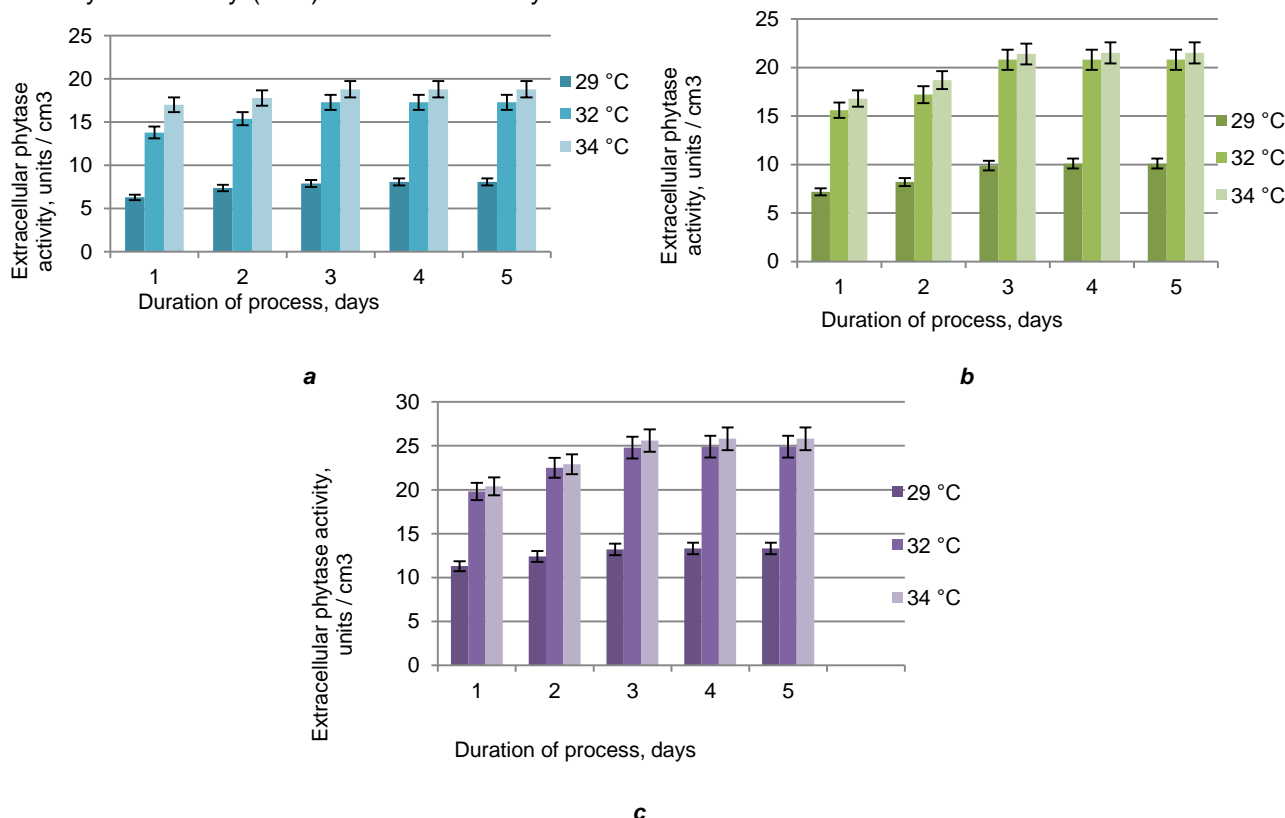 Extracellular phytase
activity, units / cm3
25
20
15
10
5
0
1 2 3 4 5
Duration of process, days
29 °C
32 °C
34 °C
a
Extracellular phytase
activity, units / cm3
25
20
15
10
5
0
1 2 3 4 5
Duration of process, days
29 °C
32 °C
34 °C
b
Extracellular phytase activity,
units / cm3
30
25
20
15
10
5
0
1 2 3 4 5
Duration of process, days
29 °C
32 °C
34 °C
c